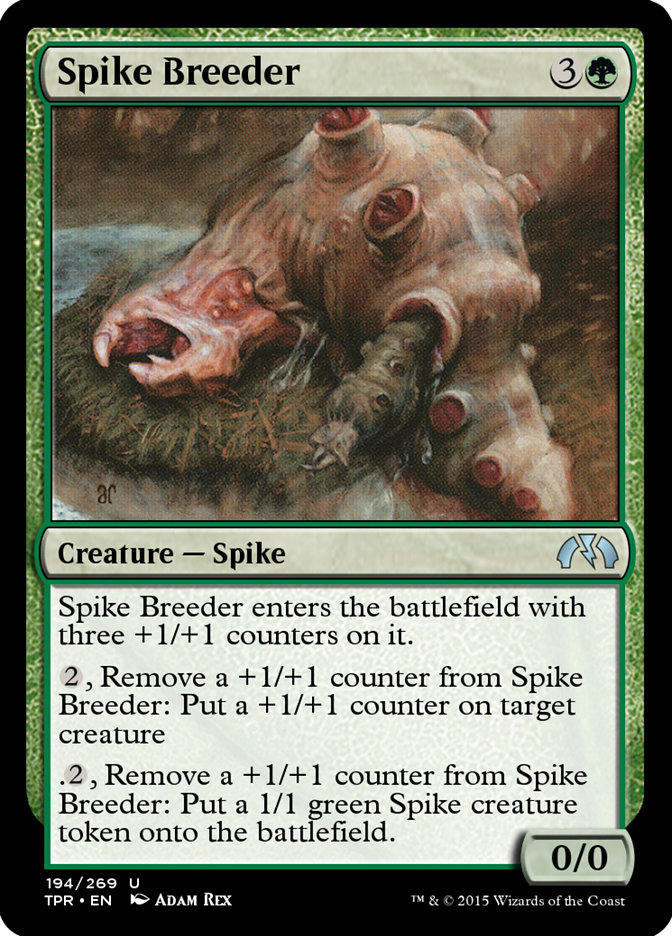 Spike Breeder 3
ar
Creature — Spike
Spike Breeder enters the battlefield with
three +1/+1 counters on it.
2, Remove a +1/+1 counter from Spike
Breeder: Put a +1/+1 counter on target
creature
.2, Remove a +1/+1 counter from Spike
Breeder: Put a 1/1 green Spike creature
token onto the battlefield.
0/0
194/269 U
TPR • EN Adam Rex
™ & © 2015 Wizards of the Coast